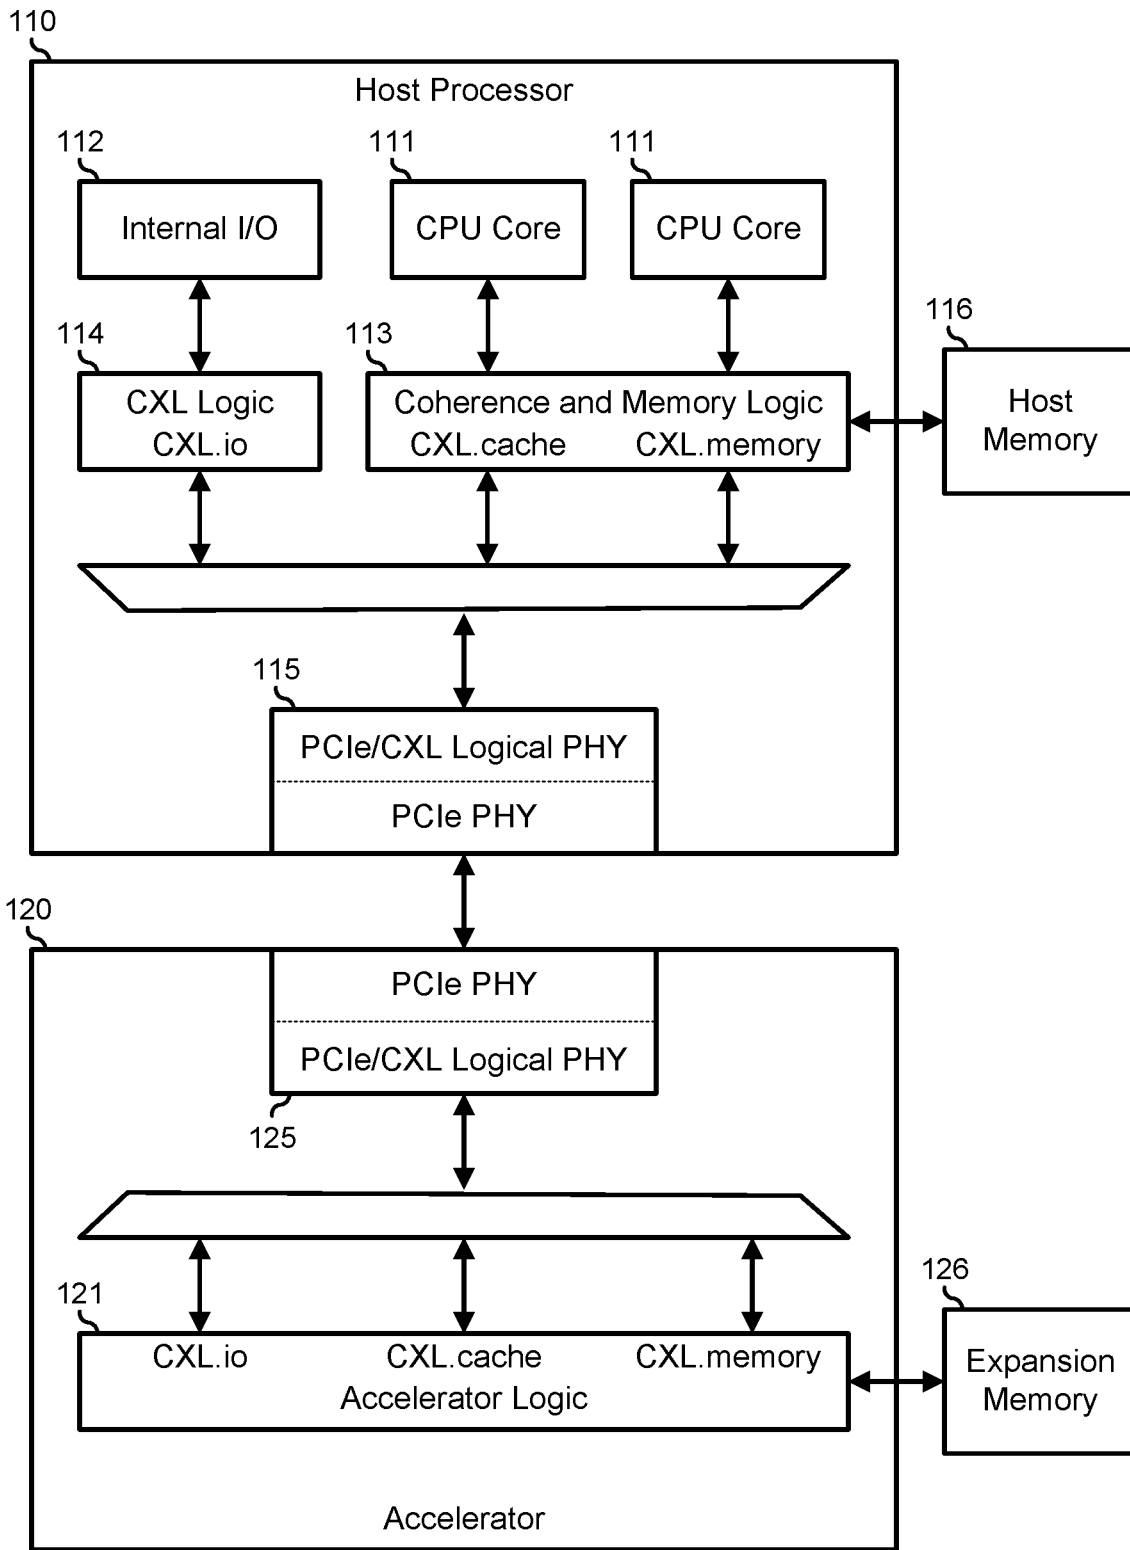 110
Host Processor
112
111
111
Internal I/O
CPU Core
CPU Core
114
113
116
CXL Logic
CXL.io
Coherence and Memory Logic
CXL.cache
CXL.memory
Host
Memory
115
PCIe/CXL Logical PHY
PCIe PHY
120
PCIe PHY
PCIe/CXL Logical PHY
125
121
126
CXL.io
CXL.cache
CXL.memory
Accelerator Logic
Expansion
Memory
Accelerator